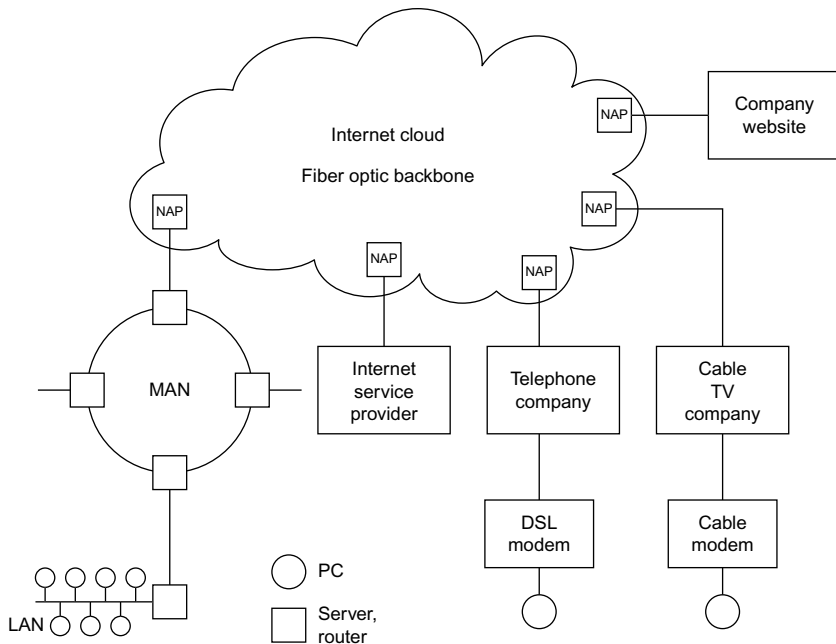 Internet cloud
Fiber optic backbone
NAP
Company
website
NAP
NAP
NAP
NAP
MAN
Internet
service
provider
Telephone
company
Cable
TV
company
DSL
modem
Cable
modem
PC
LAN
Server,
router